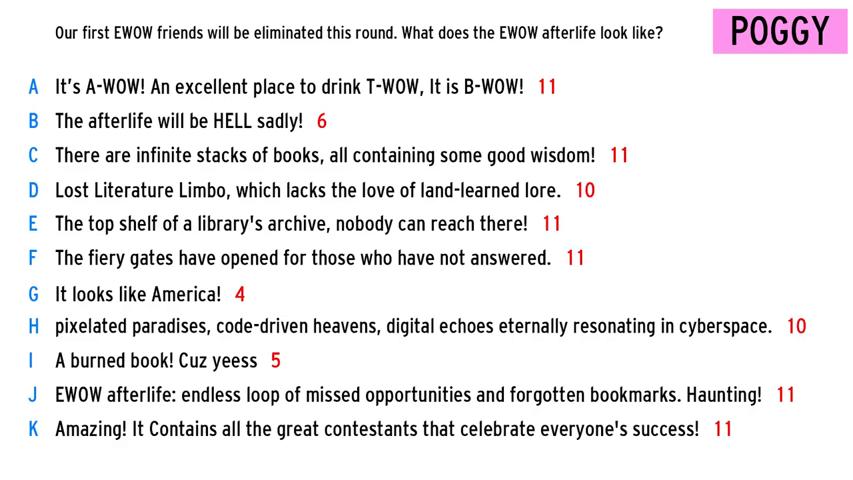 Our first EWOW friends will be eliminated this round. What does the EWOW afterlife look like?
POGGY
A It's A-WOW! An excellent place to drink T-WOW, It is B-WOW! 11
B The afterlife will be HELL sadly! 6
C There are infinite stacks of books, all containing some good wisdom! 11
D Lost Literature Limbo, which lacks the love of land-learned lore. 10
E The top shelf of a library's archive, nobody can reach there! 11
F The fiery gates have opened for those who have not answered. 11
G It looks like America! 4
H pixelated paradises, code-driven heavens, digital echoes eternally resonating in cyberspace. 10
I A burned book! Cuz yeess 5
J EWOW afterlife: endless loop of missed opportunities and forgotten bookmarks. Haunting! 11
K Amazing! It Contains all the great contestants that celebrate everyone's success! 11